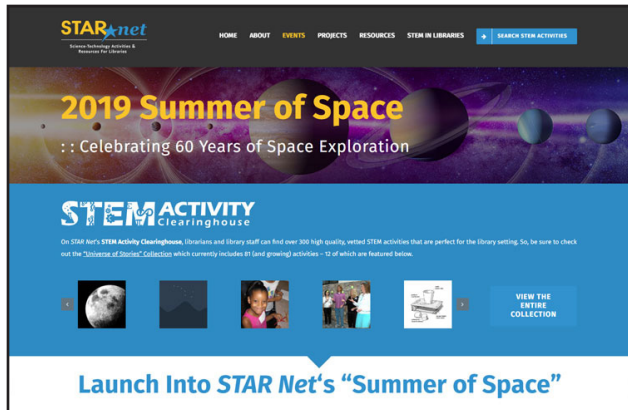 STAR net
Science-Technology Activities &
Resources For Libraries
HOME ABOUT EVENTS PROJECTS RESOURCES STEM IN LIBRARIES + SEARCH STEM ACTIVITIES
2019 Summer of Space
: : Celebrating 60 Years of Space Exploration
STEM ACTIVITY
Clearinghouse
On STAR Net's STEM Activity Clearinghouse, librarians and library staff can find over 300 high quality, vetted STEM activities that are perfect for the library setting. So, be sure to check
out the "Universe of Stories" Collection which currently includes 81 (and growing) activities – 12 of which are featured below.
VIEW THE
ENTIRE
COLLECTION
Launch Into STAR Net's "Summer of Space"